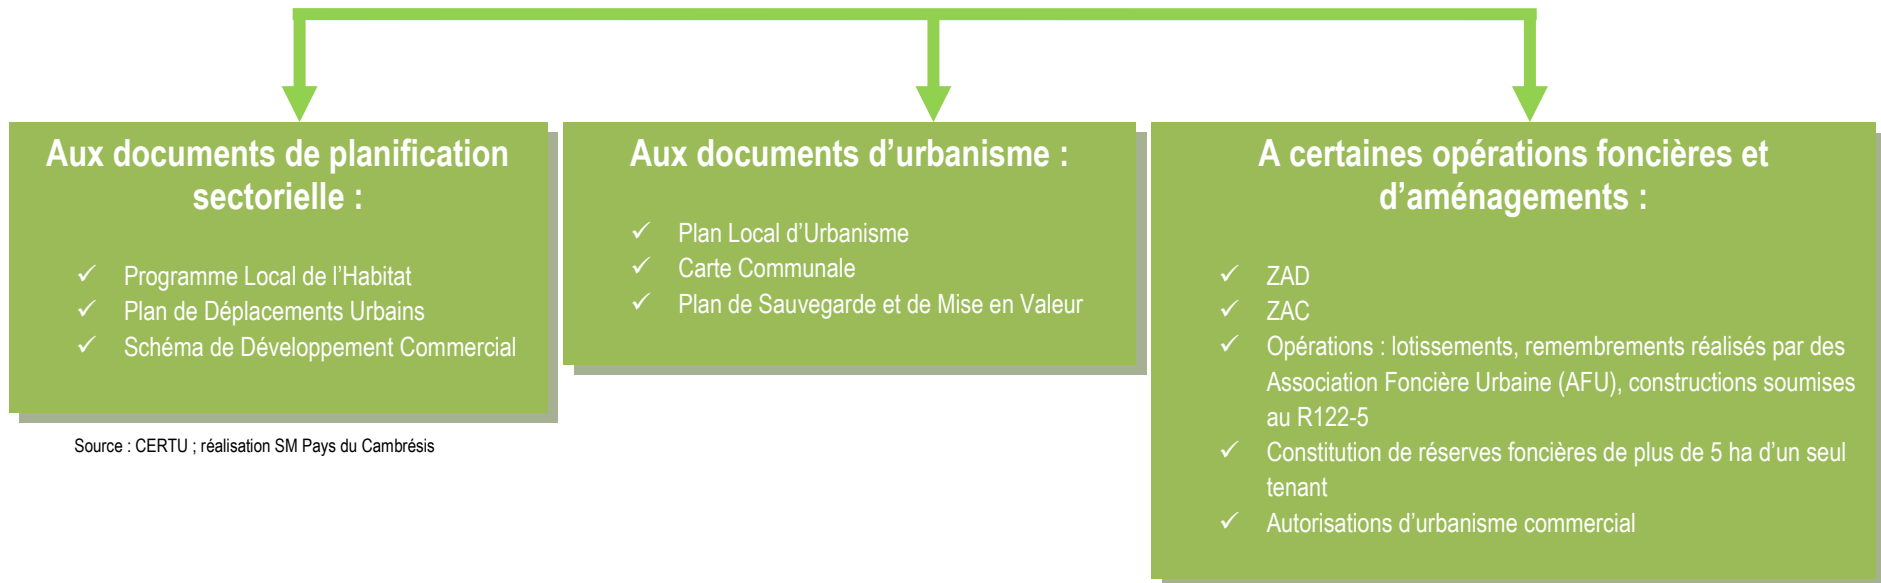 Aux documents de planification
sectorielle :
✓ Programme Local de l'Habitat
✓ Plan de Déplacements Urbains
✓ Schéma de Développement Commercial
Source : CERTU ; réalisation SM Pays du Cambrésis
Aux documents d'urbanisme :
✓ Plan Local d'Urbanisme
✓ Carte Communale
✓ Plan de Sauvegarde et de Mise en Valeur
A certaines opérations foncières et
d'aménagements :
✓ ZAD
✓ ZAC
✓ Opérations : lotissements, remembrements réalisés par des
Association Foncière Urbaine (AFU), constructions soumises
au R122-5
✓ Constitution de réserves foncières de plus de 5 ha d'un seul
tenant
✓ Autorisations d'urbanisme commercial